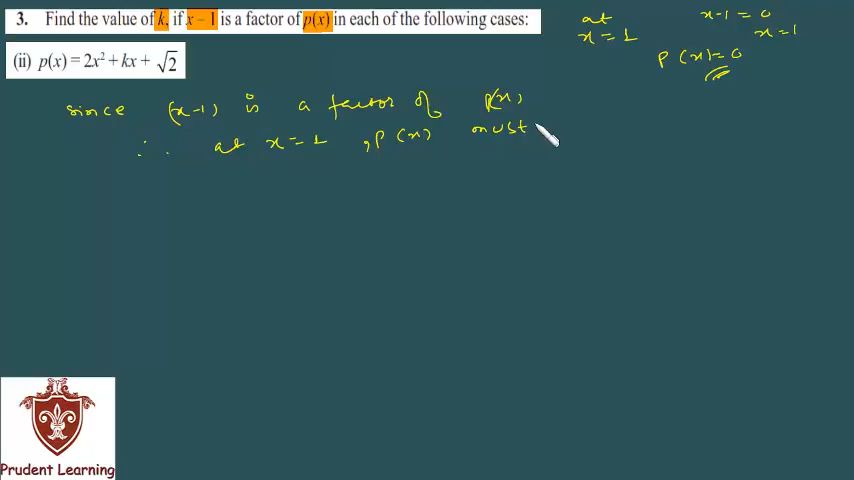 3. Find the value of k, if x – 1 is a factor of p(x) in each of the following cases:
(ii) p(x) = 2x² + kx + √2
at x = 1
x-1 = 0
x = 1
P(x) = 0
since (x-1) is a factor of p(x)
∴ at x = 1 , P(x) must
Prudent Learning